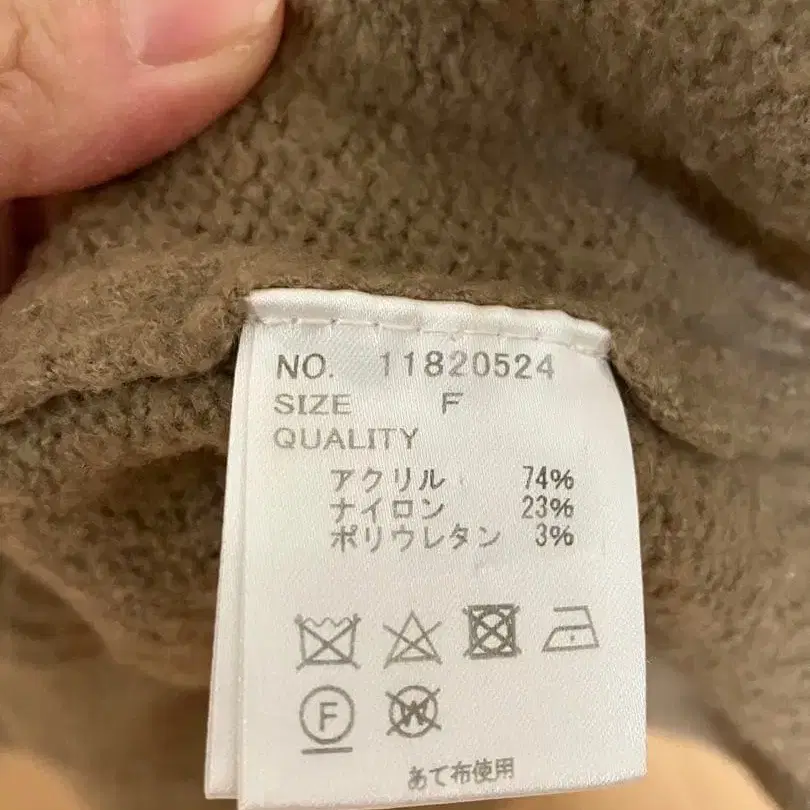 NO. 11820524
SIZE F
QUALITY
アクリル 74%
ナイロン 23%
ポリウレタン 3%
F W
あて布使用